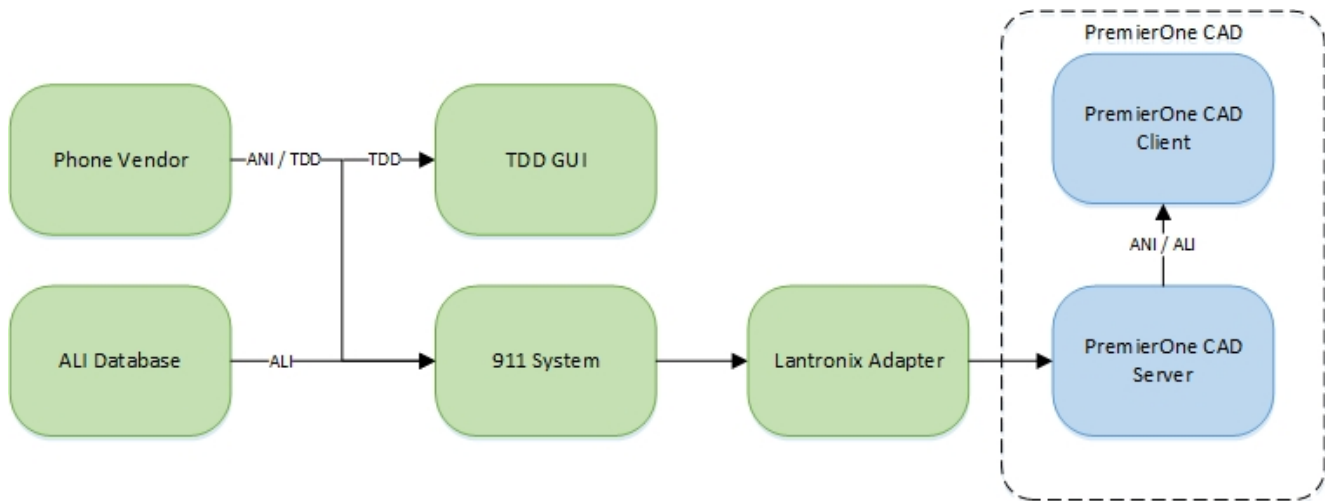 PremierOne CAD
PremierOne CAD
Client
Phone Vendor
ANI / TDD
TDD
TDD GUI
ANI / ALI
ALI Database
ALI
911 System
Lantronix Adapter
PremierOne CAD
Server